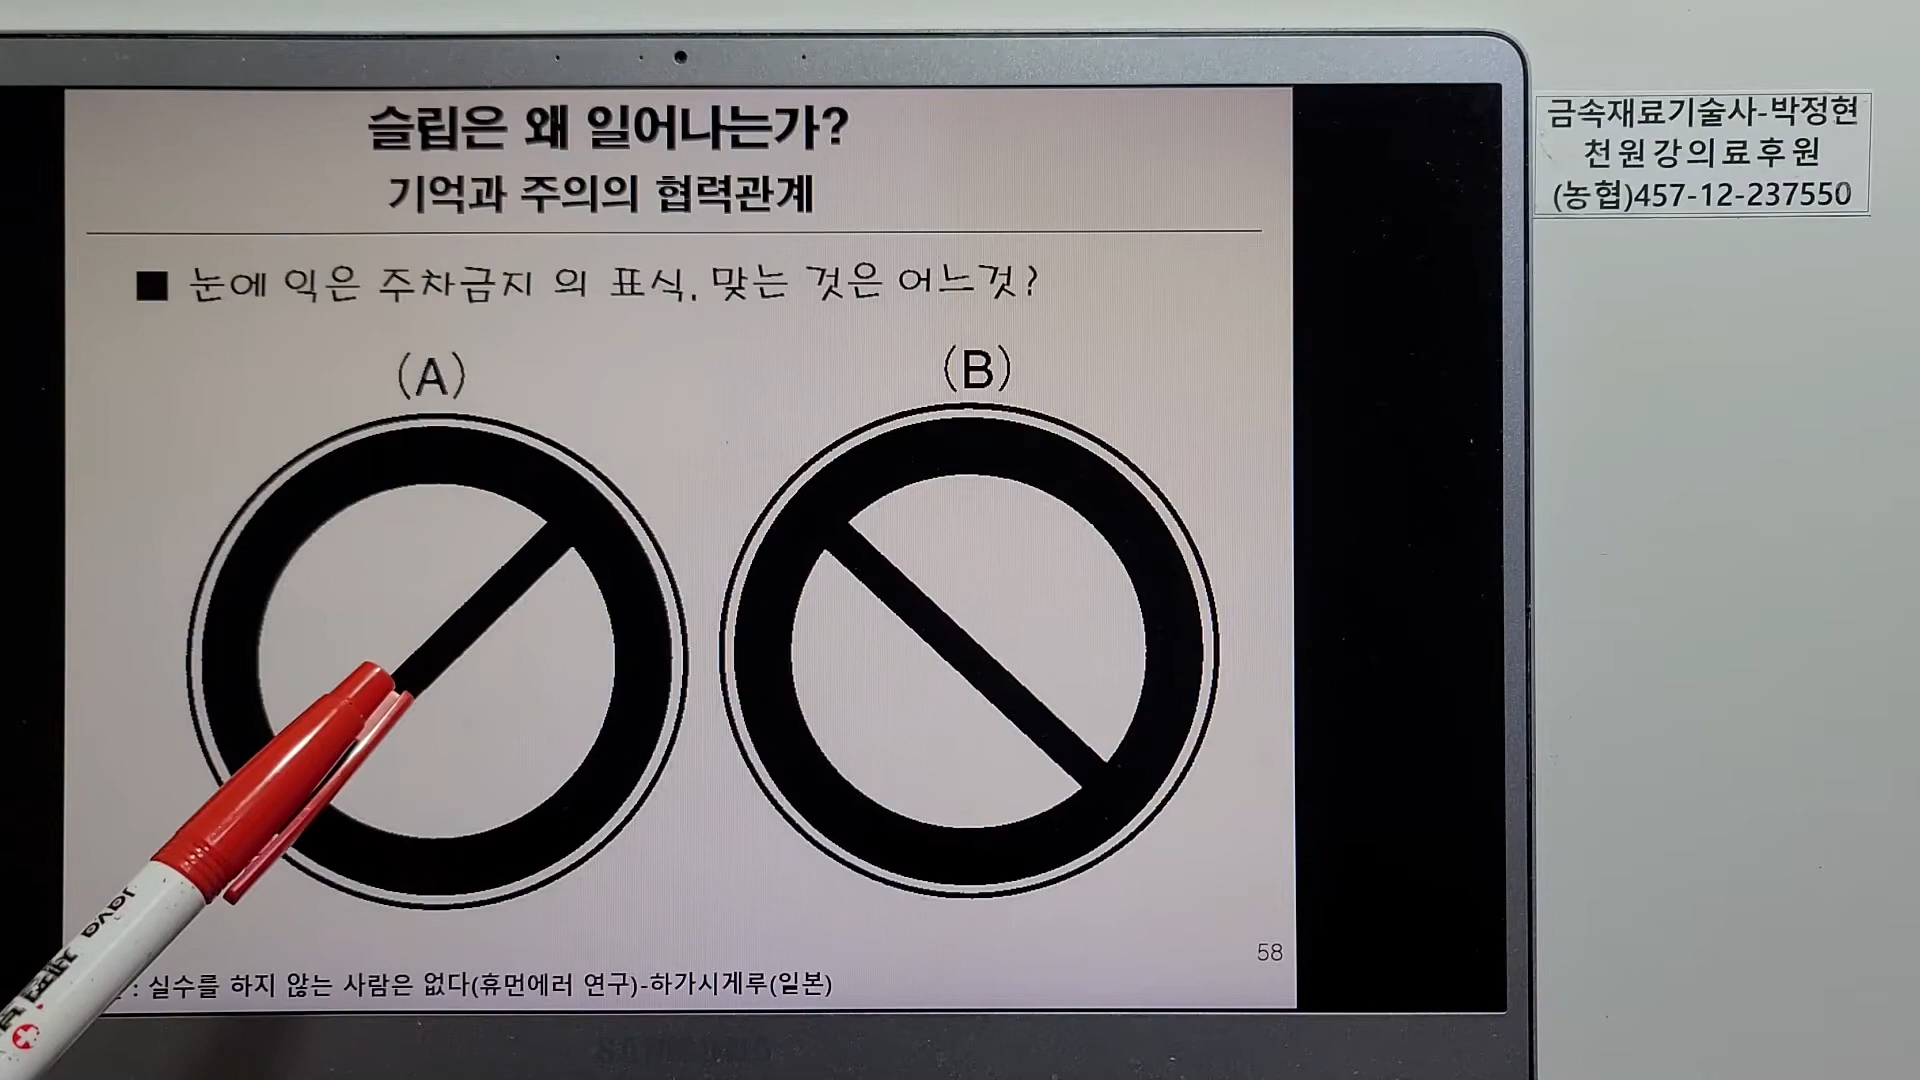 슬립은 왜 일어나는가?
기억과 주의의 협력관계
■ 눈에 익은 주차금지 의 표식. 맞는 것은 어느것?
(A)
(B)
58
: 실수를 하지 않는 사람은 없다(휴먼에러 연구)-하가시게루(일본)
금속재료기술사-박정현
천원강의료후원
(농협)457-12-237550
Java
SAMSUNG